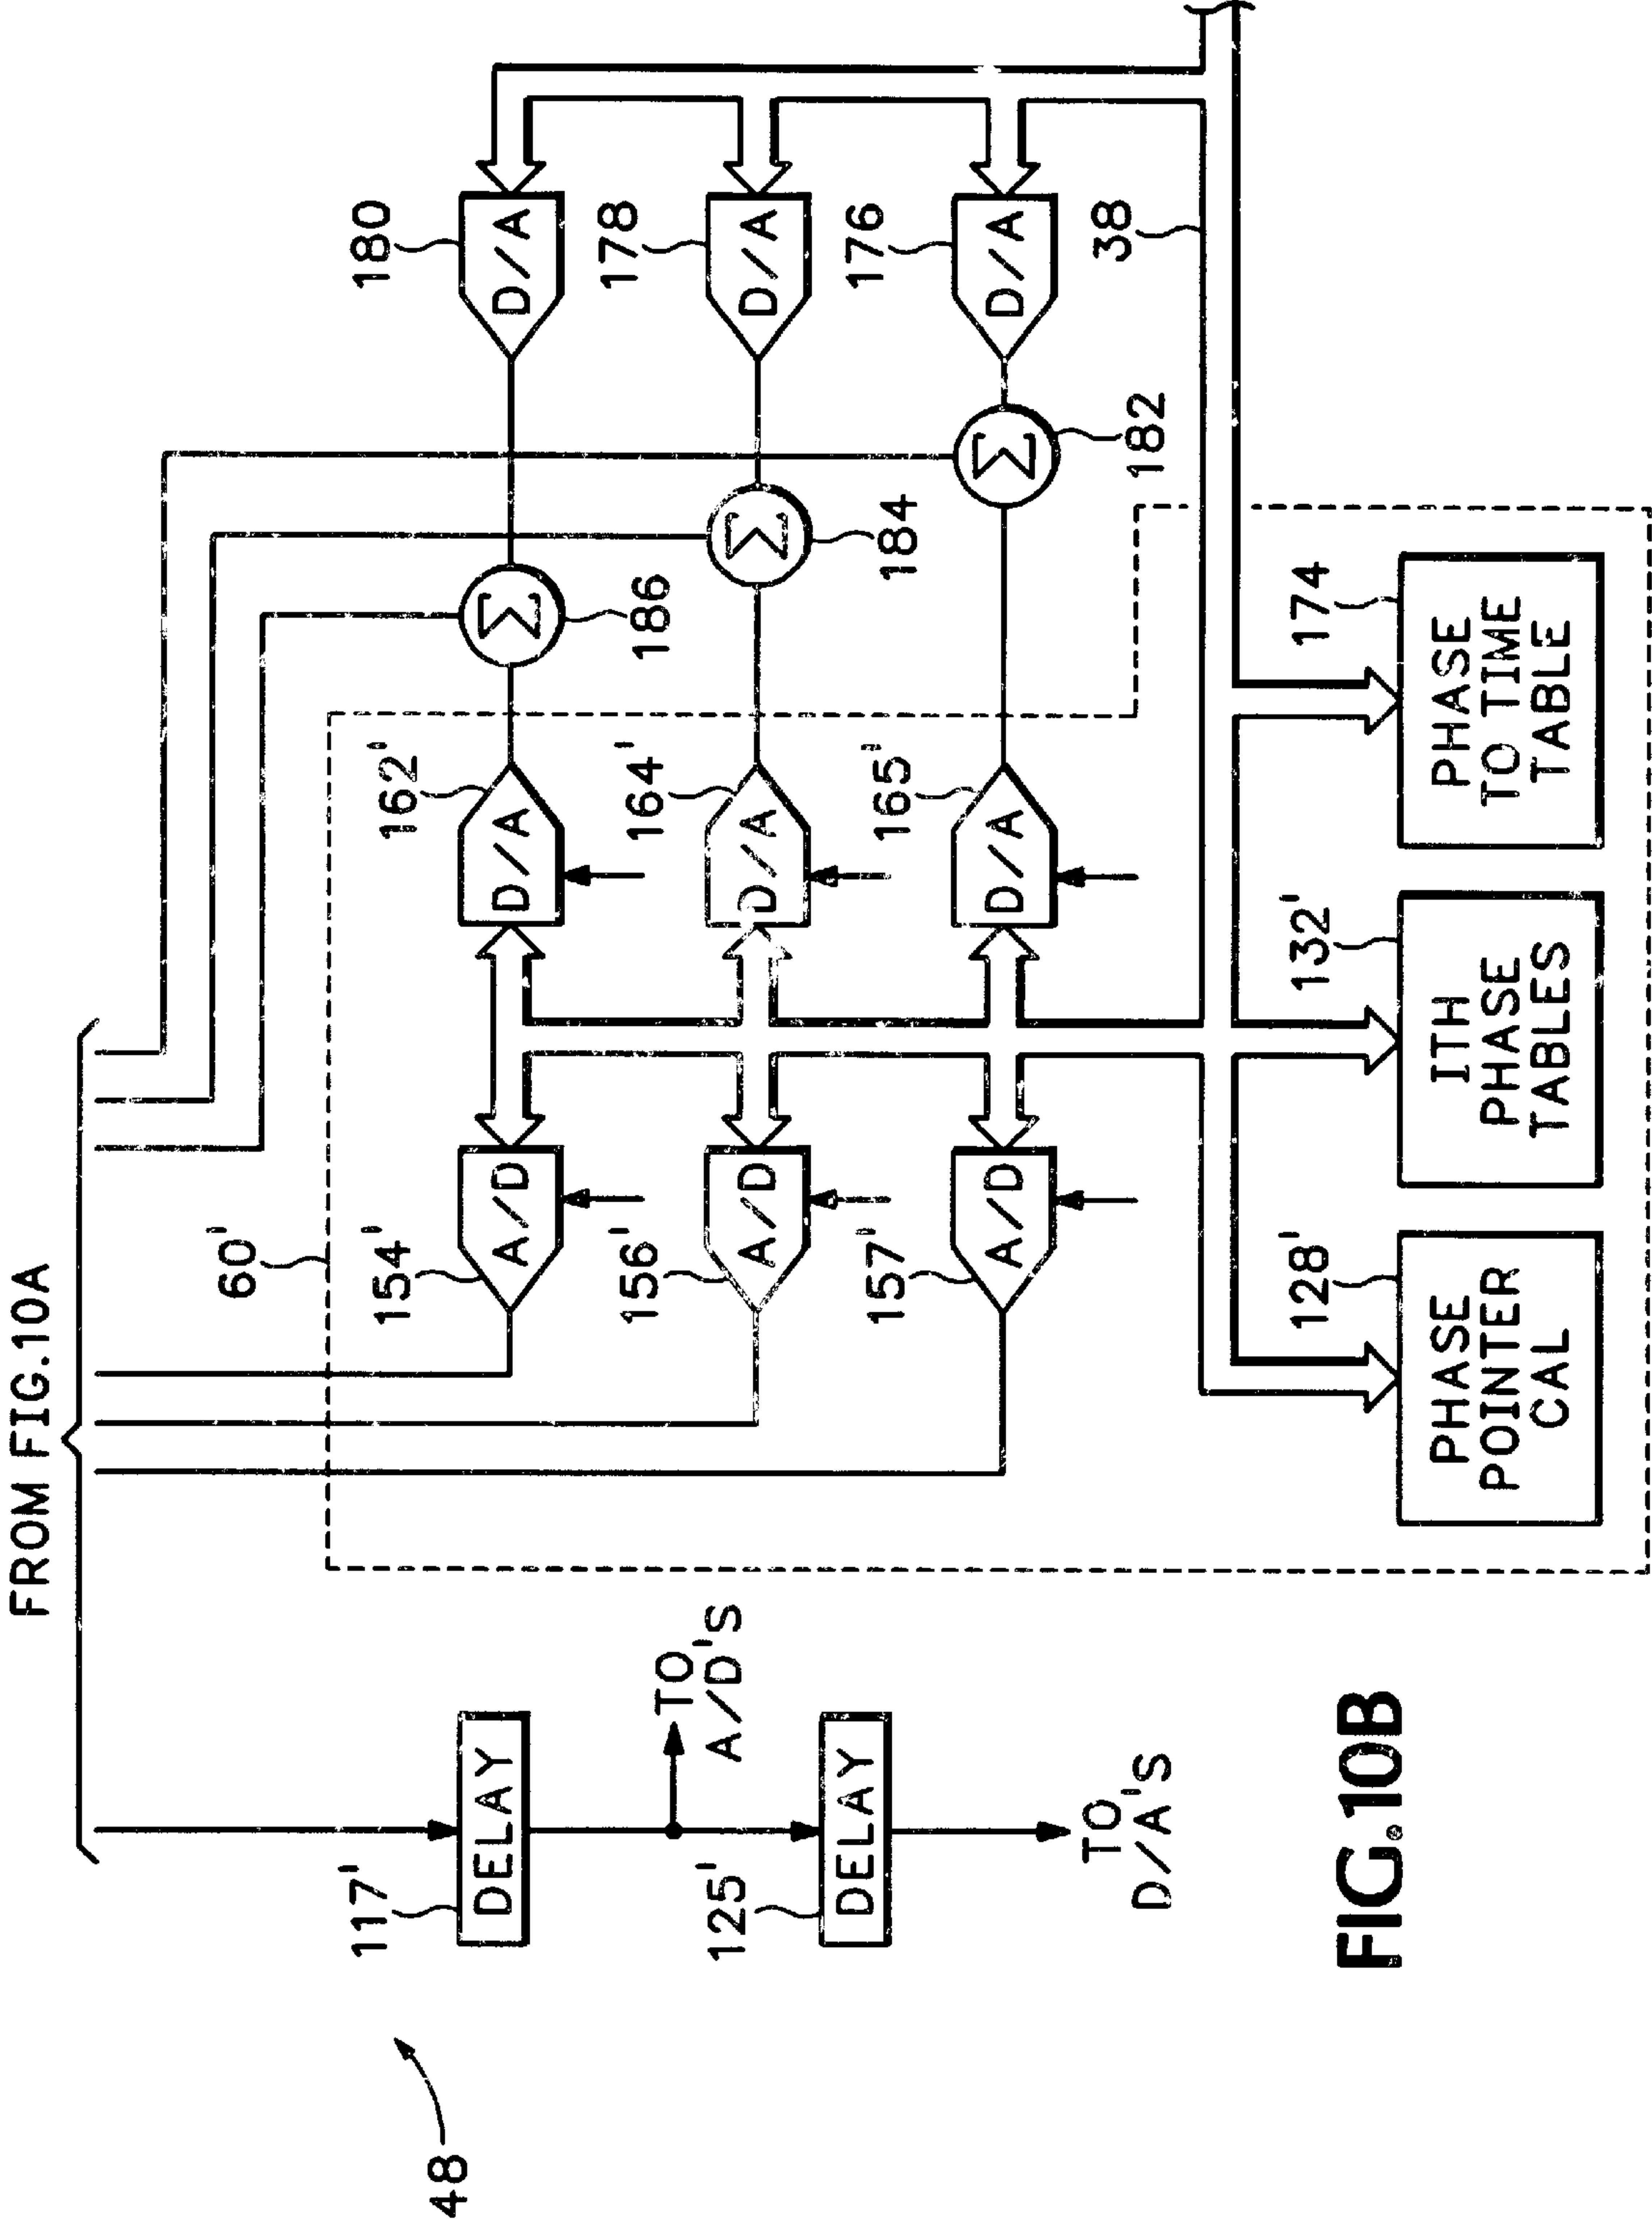 FROM FIG.10A
48
117'
DELAY
TO
A/D'S
125'
DELAY
TO
D/A'S
60'
154'
A/D
156'
A/D
157'
A/D
162'
D/A
164'
D/A
165'
D/A
186
Σ
184
Σ
182
Σ
180
D/A
178
D/A
176
D/A
38
128'
PHASE
POINTER
CAL
132'
ITH
PHASE
TABLES
174
PHASE
TO TIME
TABLE
FIG.10B